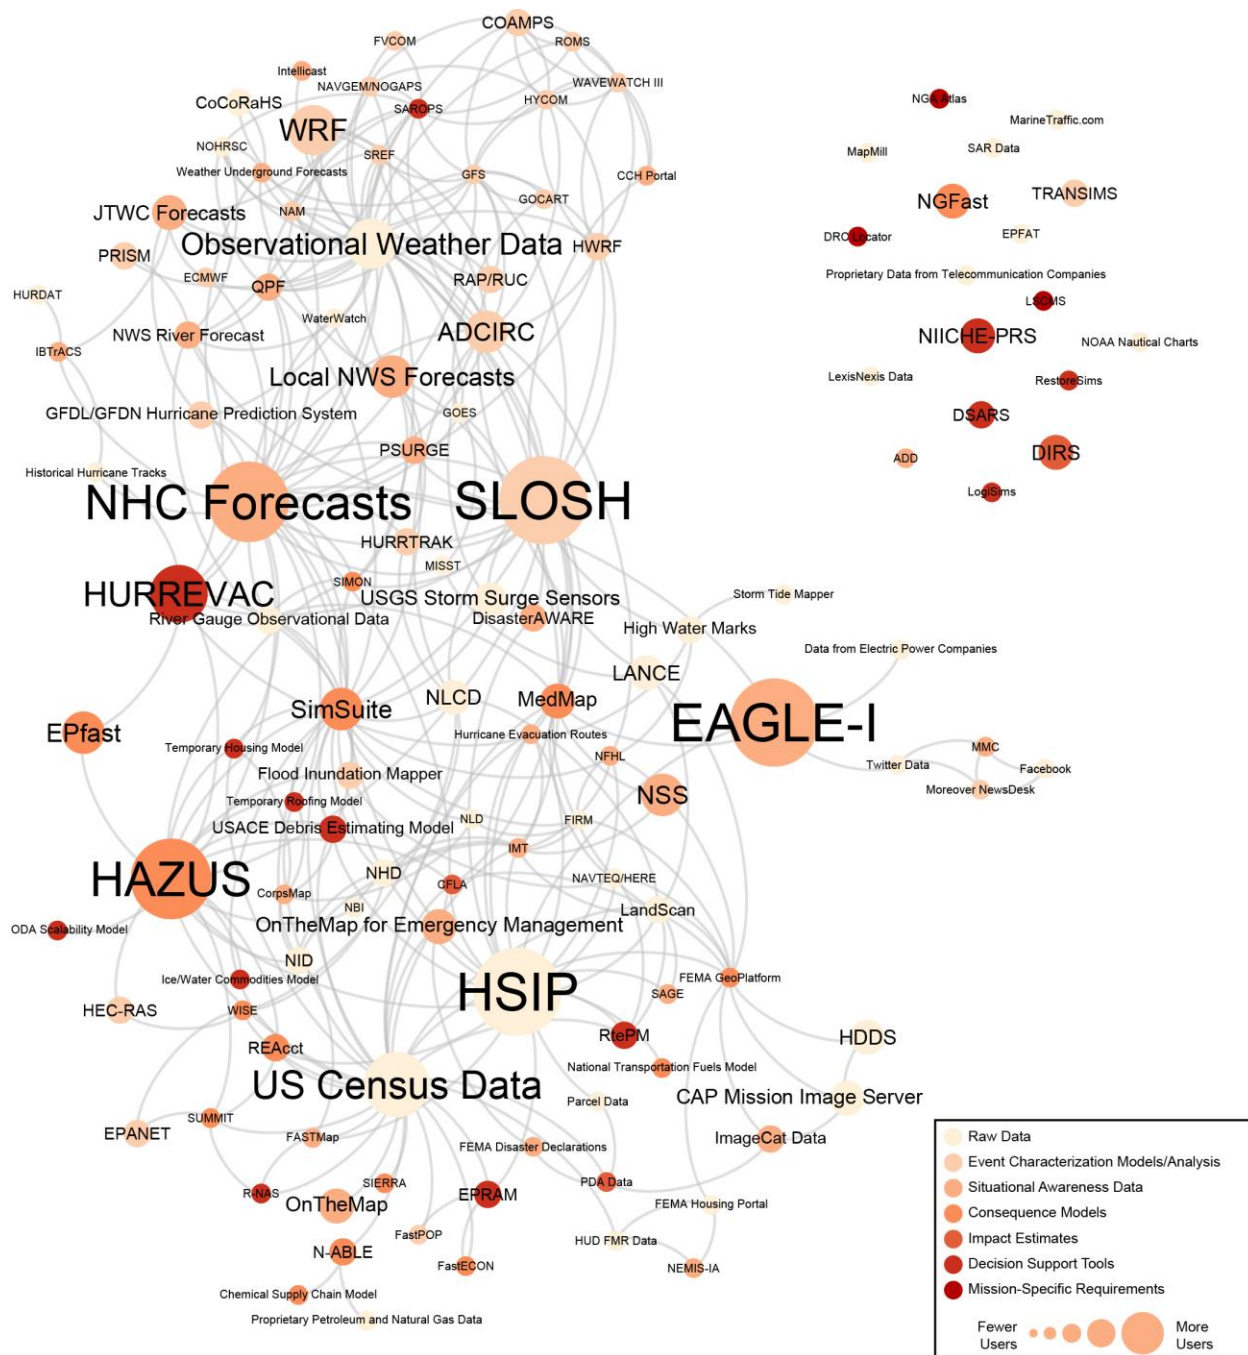 COAMPS
FVCOM
ROMS
Intellicast
NAVGEM/NOGAPS
WAVEWATCH III
CoCoRaHS
HYCOM
SAROPS
WRF
NOHRSC
SREF
Weather Underground Forecasts
GFS
CCH Portal
GOCART
JTWC Forecasts
NAM
Observational Weather Data
HWRF
PRISM
ECMWF
QPF
RAP/RUC
HURDAT
WaterWatch
NWS River Forecast
ADCIRC
IBTrACS
Local NWS Forecasts
GFDL/GFDN Hurricane Prediction System
GOES
PSURGE
Historical Hurricane Tracks
NHC Forecasts
SLOSH
HURRTRAK
MISST
SIMON
HURREVAC
USGS Storm Surge Sensors
River Gauge Observational Data
DisasterAWARE
Storm Tide Mapper
High Water Marks
Data from Electric Power Companies
LANCE
NLCD
MedMap
SimSuite
EAGLE-I
EPfast
Hurricane Evacuation Routes
Temporary Housing Model
NFHL
MMC
Twitter Data
Facebook
Flood Inundation Mapper
Moreover NewsDesk
NSS
Temporary Roofing Model
USACE Debris Estimating Model
NLD
FIRM
IMT
HAZUS
NHD
CFLA
NAVTEQ/HERE
CorpsMap
NBI
LandScan
OnTheMap for Emergency Management
ODA Scalability Model
NID
Ice/Water Commodities Model
HSIP
FEMA GeoPlatform
SAGE
HEC-RAS
WISE
RtePM
HDDS
REAcct
National Transportation Fuels Model
US Census Data
Parcel Data
CAP Mission Image Server
SUMMIT
EPANET
FASTMap
FEMA Disaster Declarations
ImageCat Data
R-NAS
SIERRA
EPRAM
PDA Data
OnTheMap
FEMA Housing Portal
FastPOP
HUD FMR Data
N-ABLE
FastECON
NEMIS-IA
Chemical Supply Chain Model
Proprietary Petroleum and Natural Gas Data
NGA Atlas
MarineTraffic.com
MapMill
SAR Data
NGFast
TRANSIMS
DRC Locator
EPFAT
Proprietary Data from Telecommunication Companies
LSCMS
NIICHE-PRS
NOAA Nautical Charts
LexisNexis Data
RestoreSims
DSARS
ADD
DIRS
LogiSims
Raw Data
Event Characterization Models/Analysis
Situational Awareness Data
Consequence Models
Impact Estimates
Decision Support Tools
Mission-Specific Requirements
Fewer Users
More Users